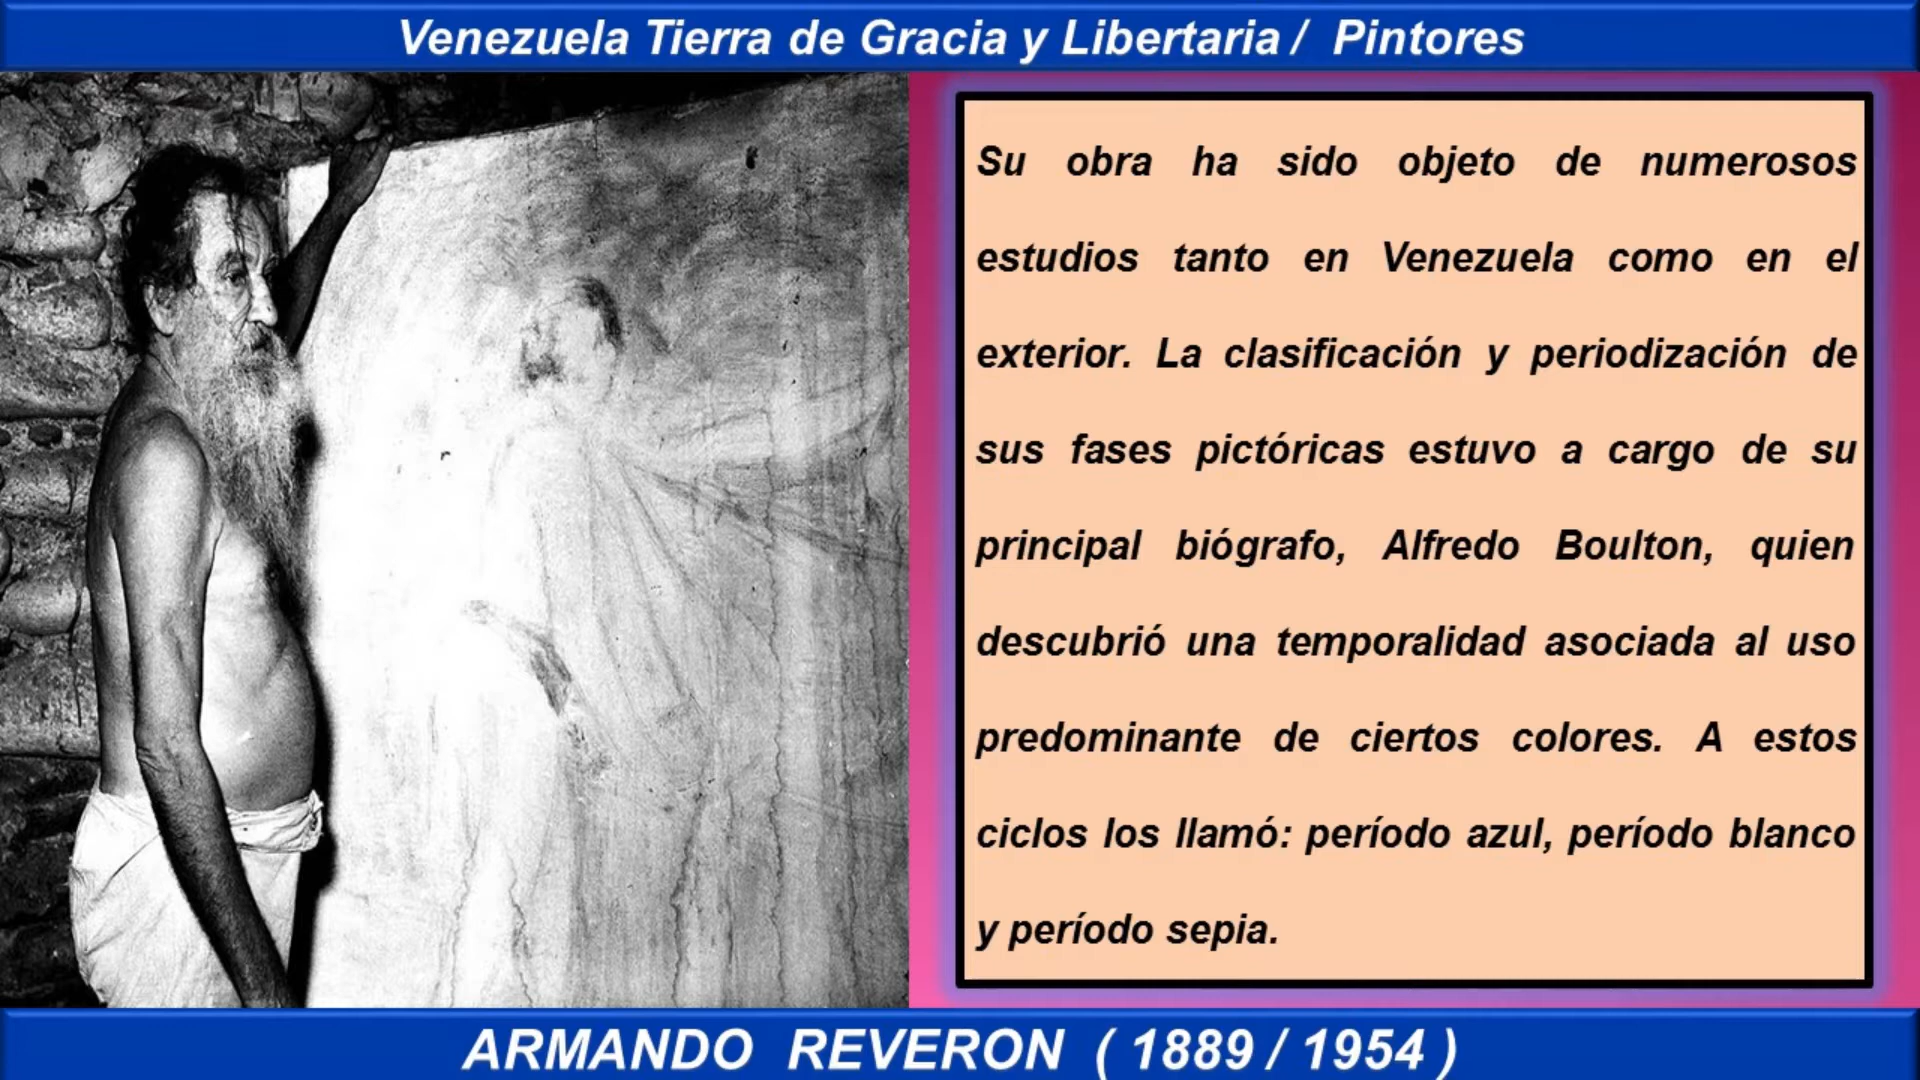 Venezuela Tierra de Gracia y Libertaria / Pintores
Su obra ha sido objeto de numerosos
estudios tanto en Venezuela como en el
exterior. La clasificación y periodización de
sus fases pictóricas estuvo a cargo de su
principal biógrafo, Alfredo Boulton, quien
descubrió una temporalidad asociada al uso
predominante de ciertos colores. A estos
ciclos los llamó: período azul, período blanco
y período sepia.
ARMANDO REVERON ( 1889 / 1954 )